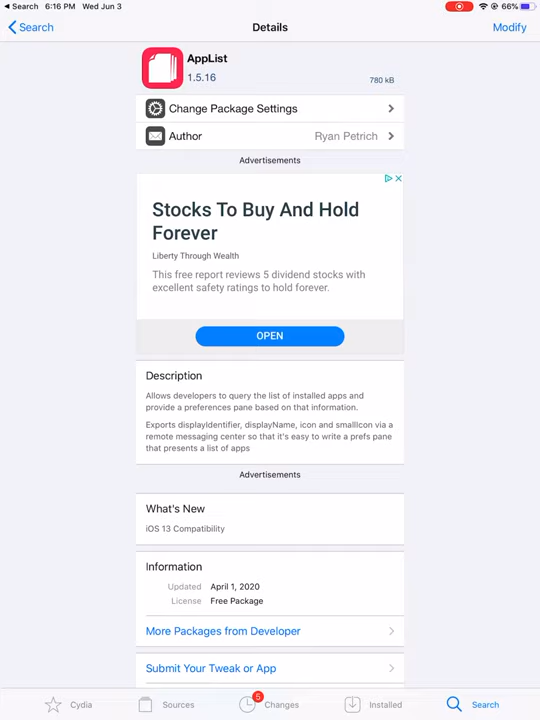 Search 6:16 PM Wed Jun 3 66%
Search Details Modify
AppList
1.5.16 780 kB
Change Package Settings
Author Ryan Petrich
Advertisements
Stocks To Buy And Hold
Forever
Liberty Through Wealth
This free report reviews 5 dividend stocks with
excellent safety ratings to hold forever.
OPEN
Description
Allows developers to query the list of installed apps and
provide a preferences pane based on that information.
Exports displayIdentifier, displayName, icon and smallIcon via a
remote messaging center so that it's easy to write a prefs pane
that presents a list of apps
Advertisements
What's New
iOS 13 Compatibility
Information
Updated April 1, 2020
License Free Package
More Packages from Developer
Submit Your Tweak or App
5
Cydia Sources Changes Installed Search